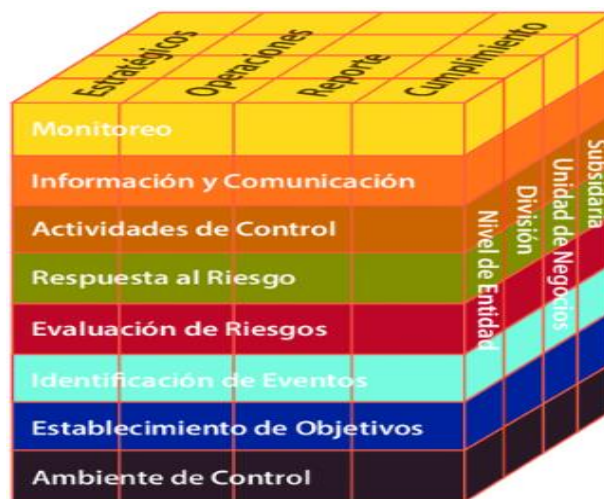 Estratégicos
Operaciones
Reporte
Cumplimiento
Monitoreo
Información y Comunicación
Actividades de Control
Respuesta al Riesgo
Evaluación de Riesgos
Identificación de Eventos
Establecimiento de Objetivos
Ambiente de Control
Nivel de Entidad
División
Unidad de Negocios
Subsidaria